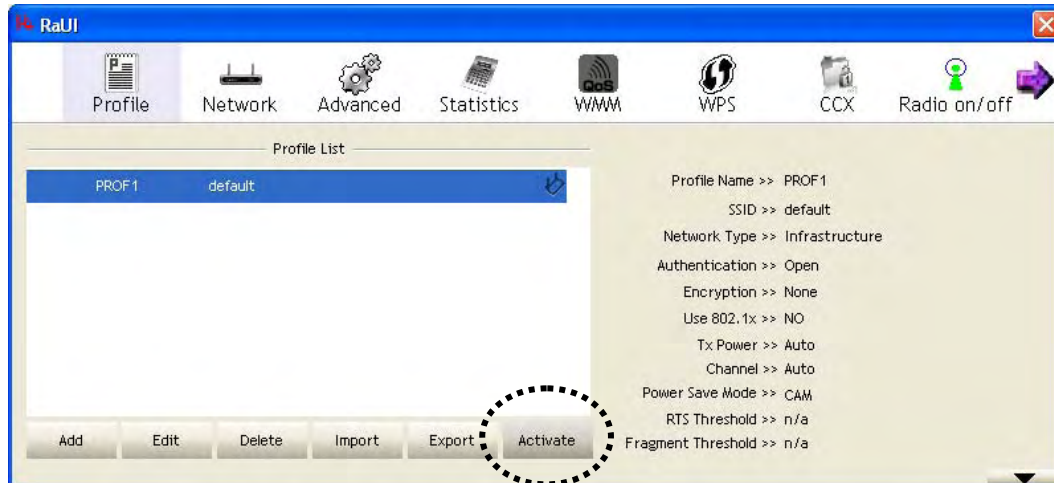 RaUI
Profile Network Advanced Statistics QoS WMM WPS CCX Radio on/off
Profile List
PROF1 default
Add Edit Delete Import Export Activate
Profile Name >> PROF1
SSID >> default
Network Type >> Infrastructure
Authentication >> Open
Encryption >> None
Use 802.1x >> NO
Tx Power >> Auto
Channel >> Auto
Power Save Mode >> CAM
RTS Threshold >> n/a
Fragment Threshold >> n/a